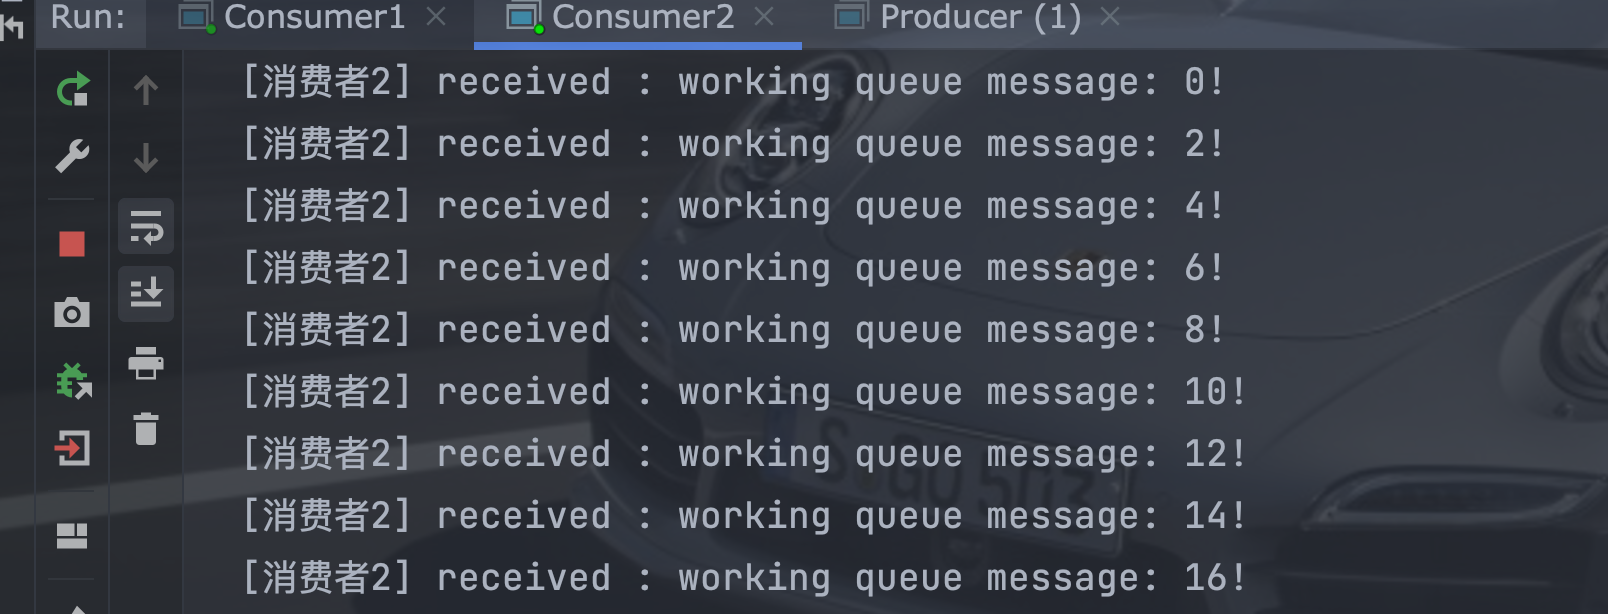 Run: Consumer1 Consumer2 Producer (1)
[消费者2] received : working queue message: 0!
[消费者2] received : working queue message: 2!
[消费者2] received : working queue message: 4!
[消费者2] received : working queue message: 6!
[消费者2] received : working queue message: 8!
[消费者2] received : working queue message: 10!
[消费者2] received : working queue message: 12!
[消费者2] received : working queue message: 14!
[消费者2] received : working queue message: 16!